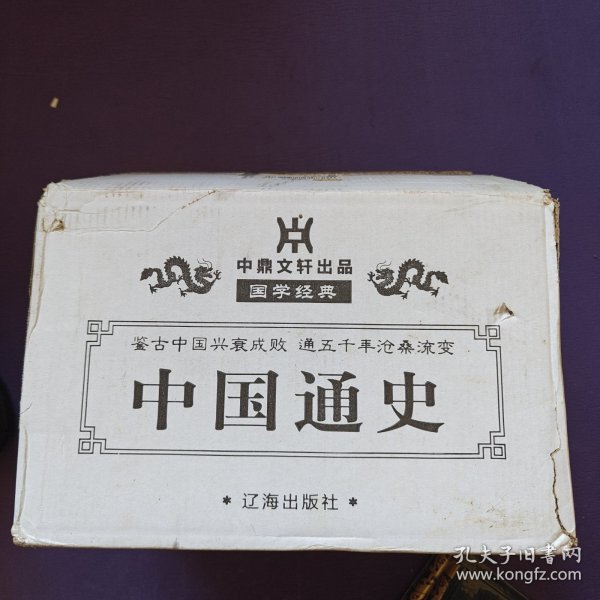 中鼎文轩出品
国学经典
鉴古中国兴衰成败 通五千年沧桑流变
中国通史
* 辽海出版社 *
孔夫子旧書网
www.kongfz.com